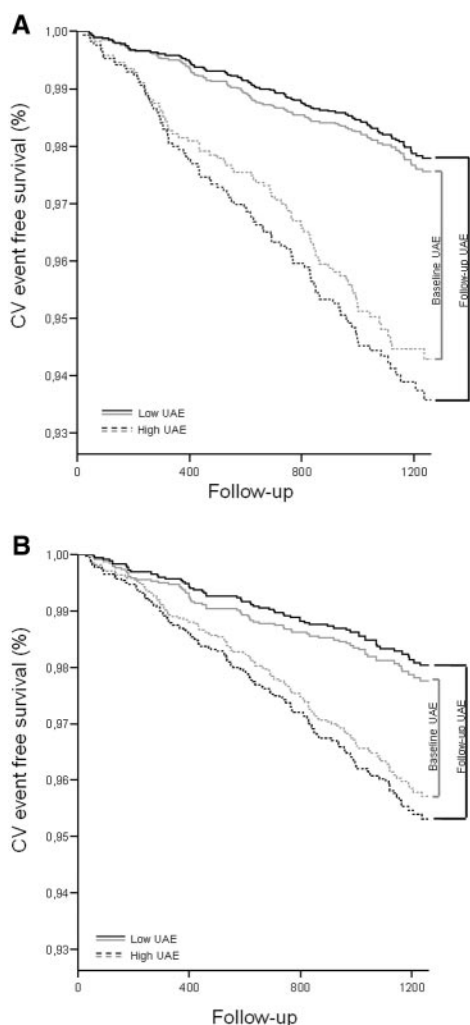 A
CV event free survival (%)
1,00
0,99
0,98
0,97
0,96
0,95
0,94
0,93
Baseline UAE
Follow-up UAE
Low UAE
High UAE
0
400
800
1200
Follow-up
B
CV event free survival (%)
1,00
0,99
0,98
0,97
0,96
0,95
0,94
0,93
Baseline UAE
Follow-up UAE
Low UAE
High UAE
0
400
800
1200
Follow-up